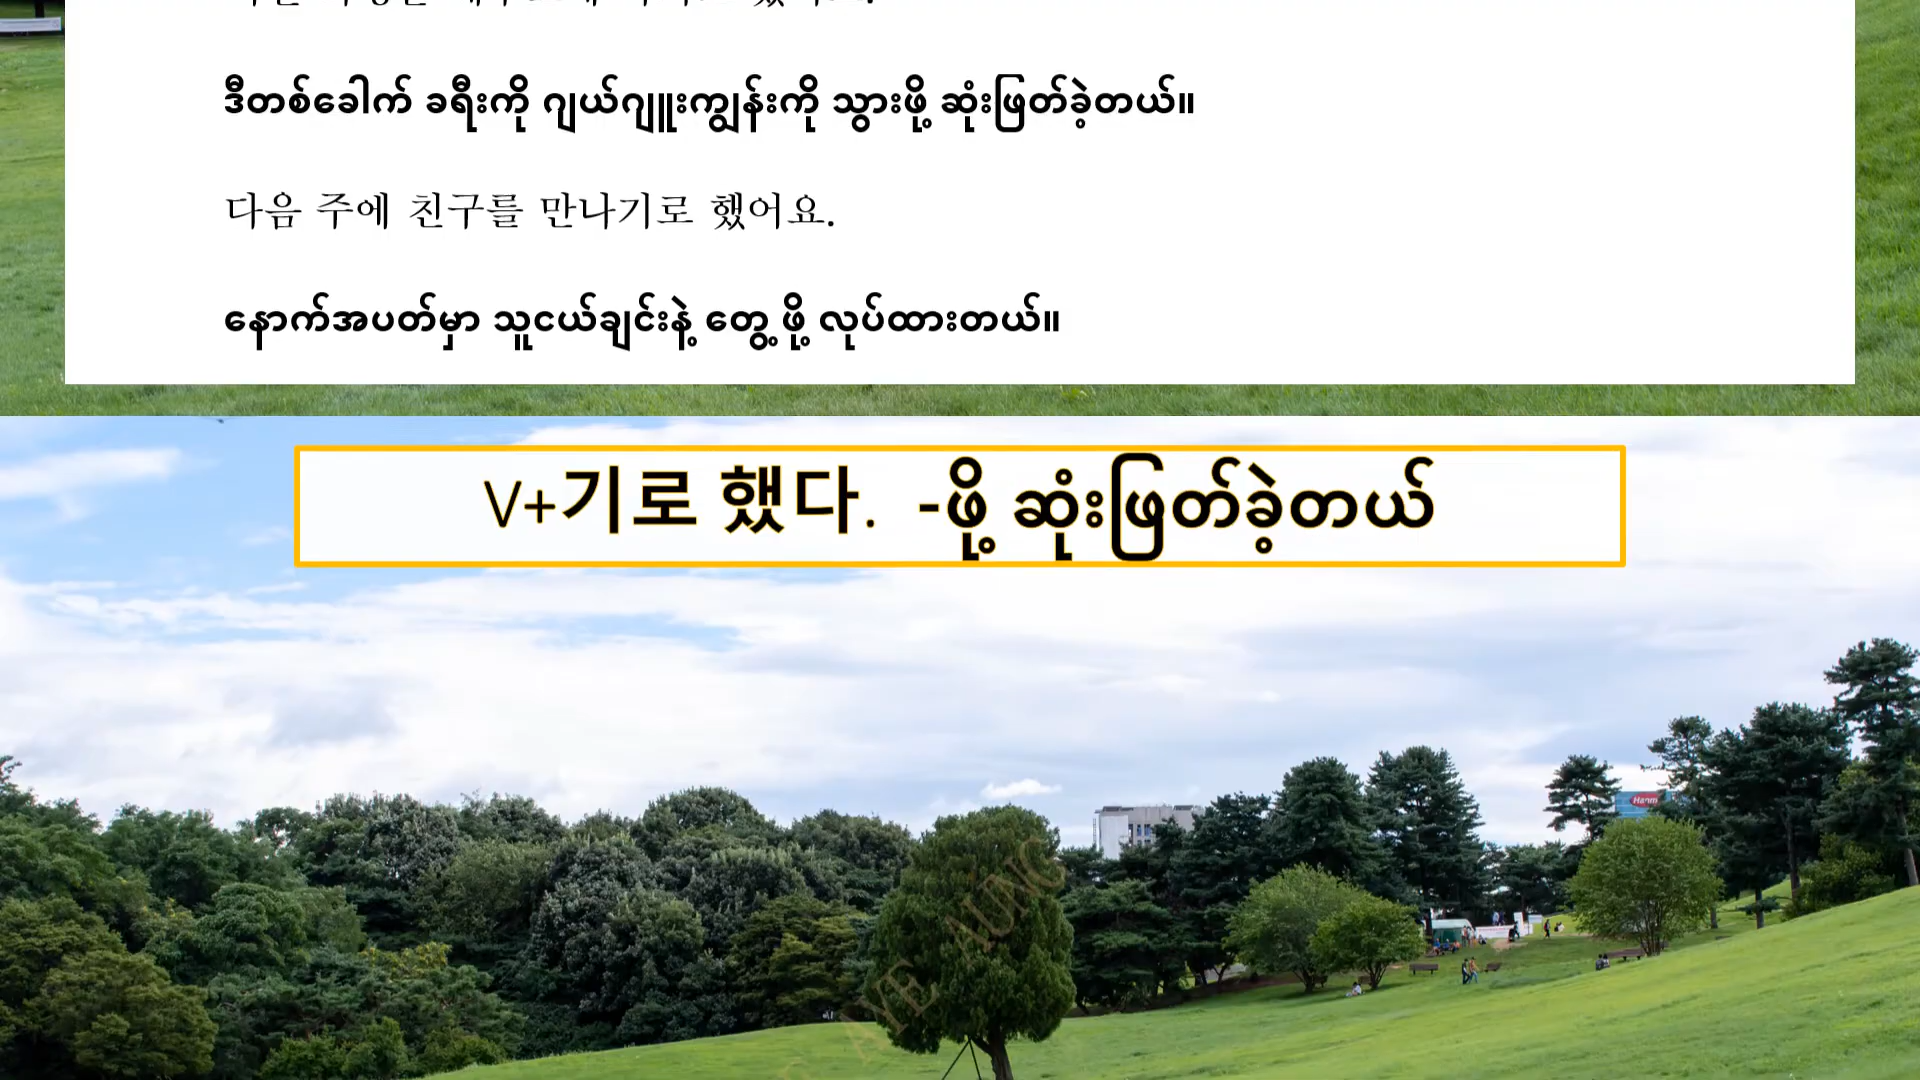 ဒီတစ်ခေါက် ခရီးကို ဂျယ်ဂျူးကျွန်းကို သွားဖို့ ဆုံးဖြတ်ခဲ့တယ်။
다음 주에 친구를 만나기로 했어요.
နောက်အပတ်မှာ သူငယ်ချင်းနဲ့ တွေ့ ဖို့ လုပ်ထားတယ်။
V+기로 했다. -ဖို့ ဆုံးဖြတ်ခဲ့တယ်
AYE AUNG